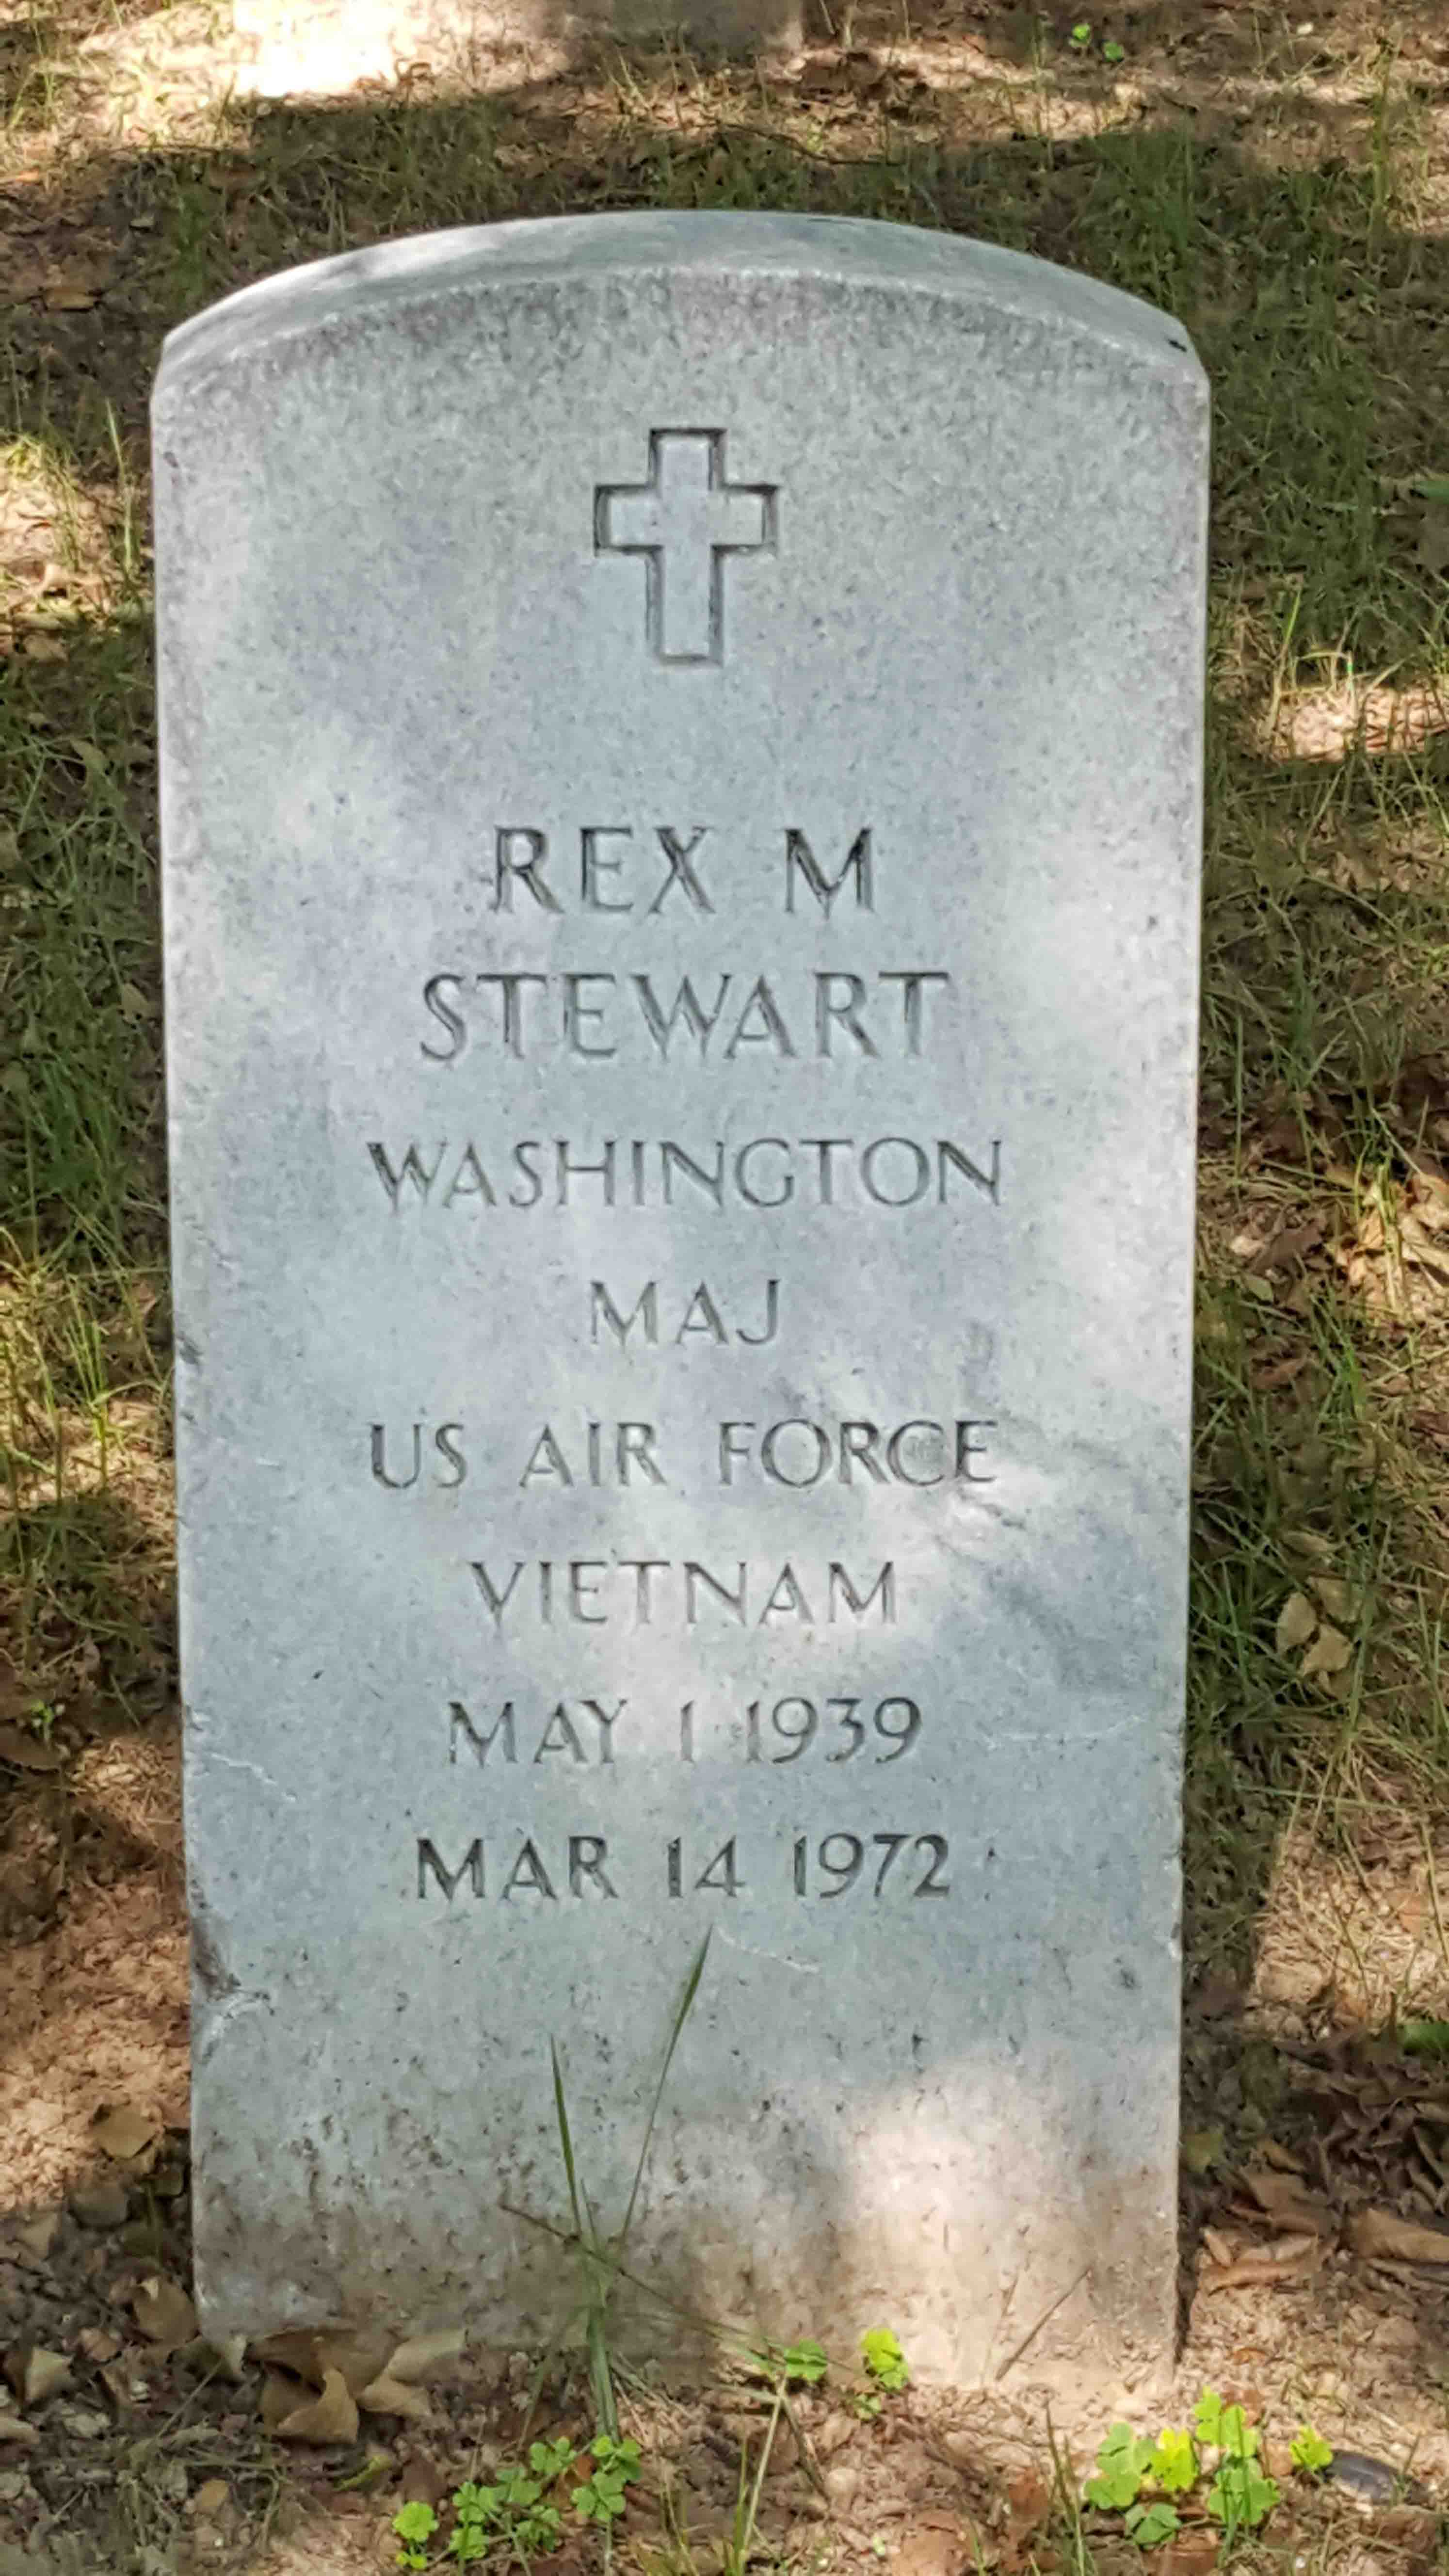 REX M
STEWART
WASHINGTON
MAJ
US AIR FORCE
VIETNAM
MAY 1 1939
MAR 14 1972